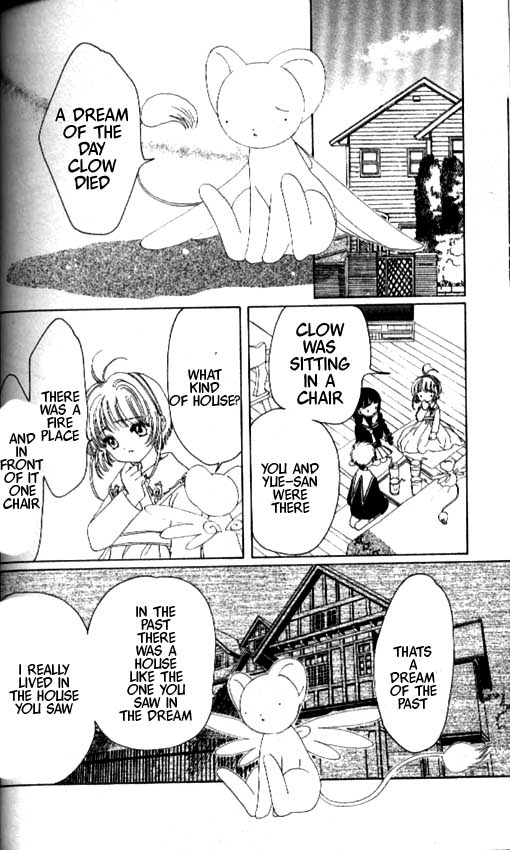 A DREAM
OF THE
DAY
CLOW
DIED
CLOW
WAS
SITTING
IN A
CHAIR
YOU AND
YUE-SAN
WERE
THERE
WHAT
KIND
OF HOUSE?
THERE
WAS A
FIRE
PLACE
AND
IN
FRONT
OF IT
ONE
CHAIR
THATS
A
DREAM
OF THE
PAST
IN THE
PAST
THERE
WAS A
HOUSE
LIKE THE
ONE YOU
SAW IN
THE DREAM
I REALLY
LIVED IN
THE HOUSE
YOU SAW